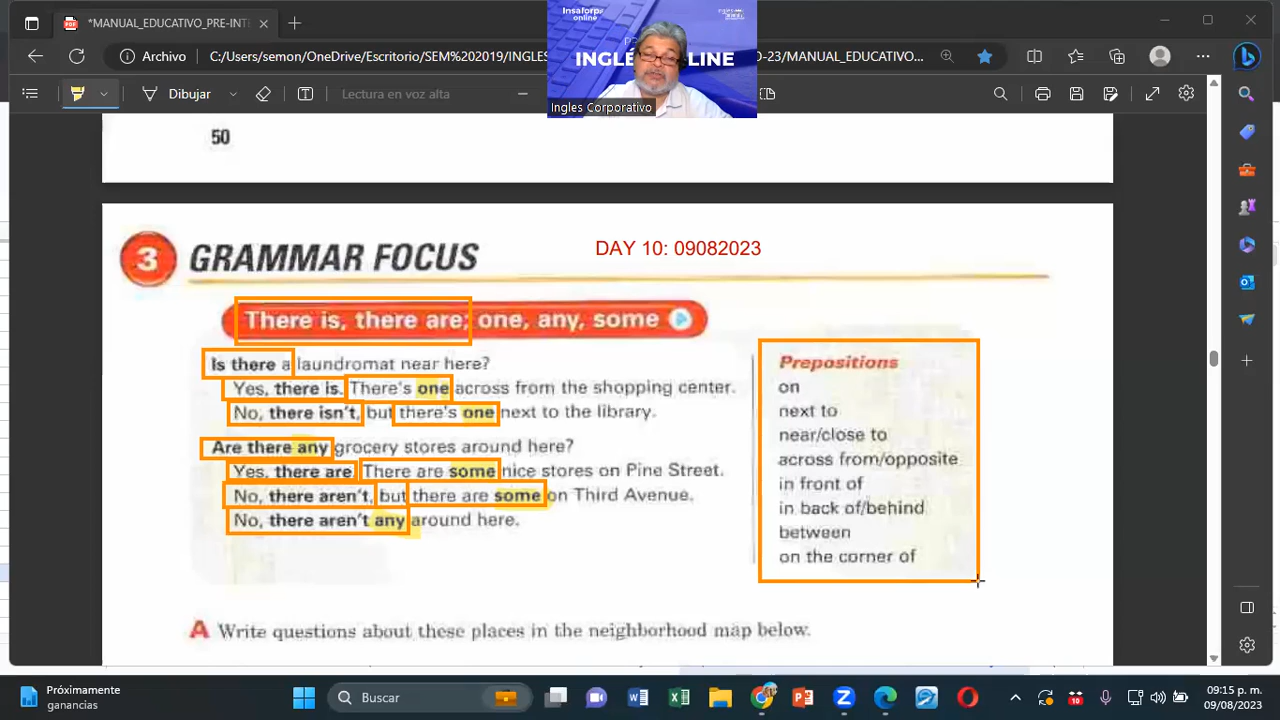 *MANUAL_EDUCATIVO_PRE-INTE
Archivo
C:/Users/semon/OneDrive/Escritorio/SEM%202019/INGLES
O-23/MANUAL_EDUCATIVO...
Dibujar
Lectura en voz alta
Insaforp
online
INGLÉ
LINE
Ingles Corporativo
50
3 GRAMMAR FOCUS
DAY 10: 09082023
There is, there are; one, any, some
Is there a laundromat near here?
Yes, there is. There's one across from the shopping center.
No, there isn't, but there's one next to the library.
Are there any grocery stores around here?
Yes, there are. There are some nice stores on Pine Street.
No, there aren't, but there are some on Third Avenue.
No, there aren't any around here.
Prepositions
on
next to
near/close to
across from/opposite
in front of
in back of/behind
between
on the corner of
A Write questions about these places in the neighborhood map below.
Próximamente
ganancias
Buscar
10
09:15 p. m.
09/08/2023